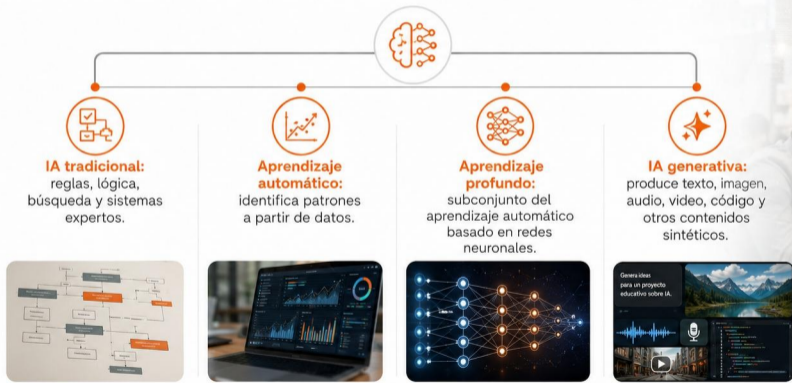 IA tradicional:
reglas, lógica,
búsqueda y sistemas
expertos.
Aprendizaje
automático:
identifica patrones
a partir de datos.
Aprendizaje
profundo:
subconjunto del
aprendizaje automático
basado en redes
neuronales.
IA generativa:
produce texto, imagen,
audio, video, código y
otros contenidos
sintéticos.
Genera ideas
para un proyecto
educativo sobre IA.